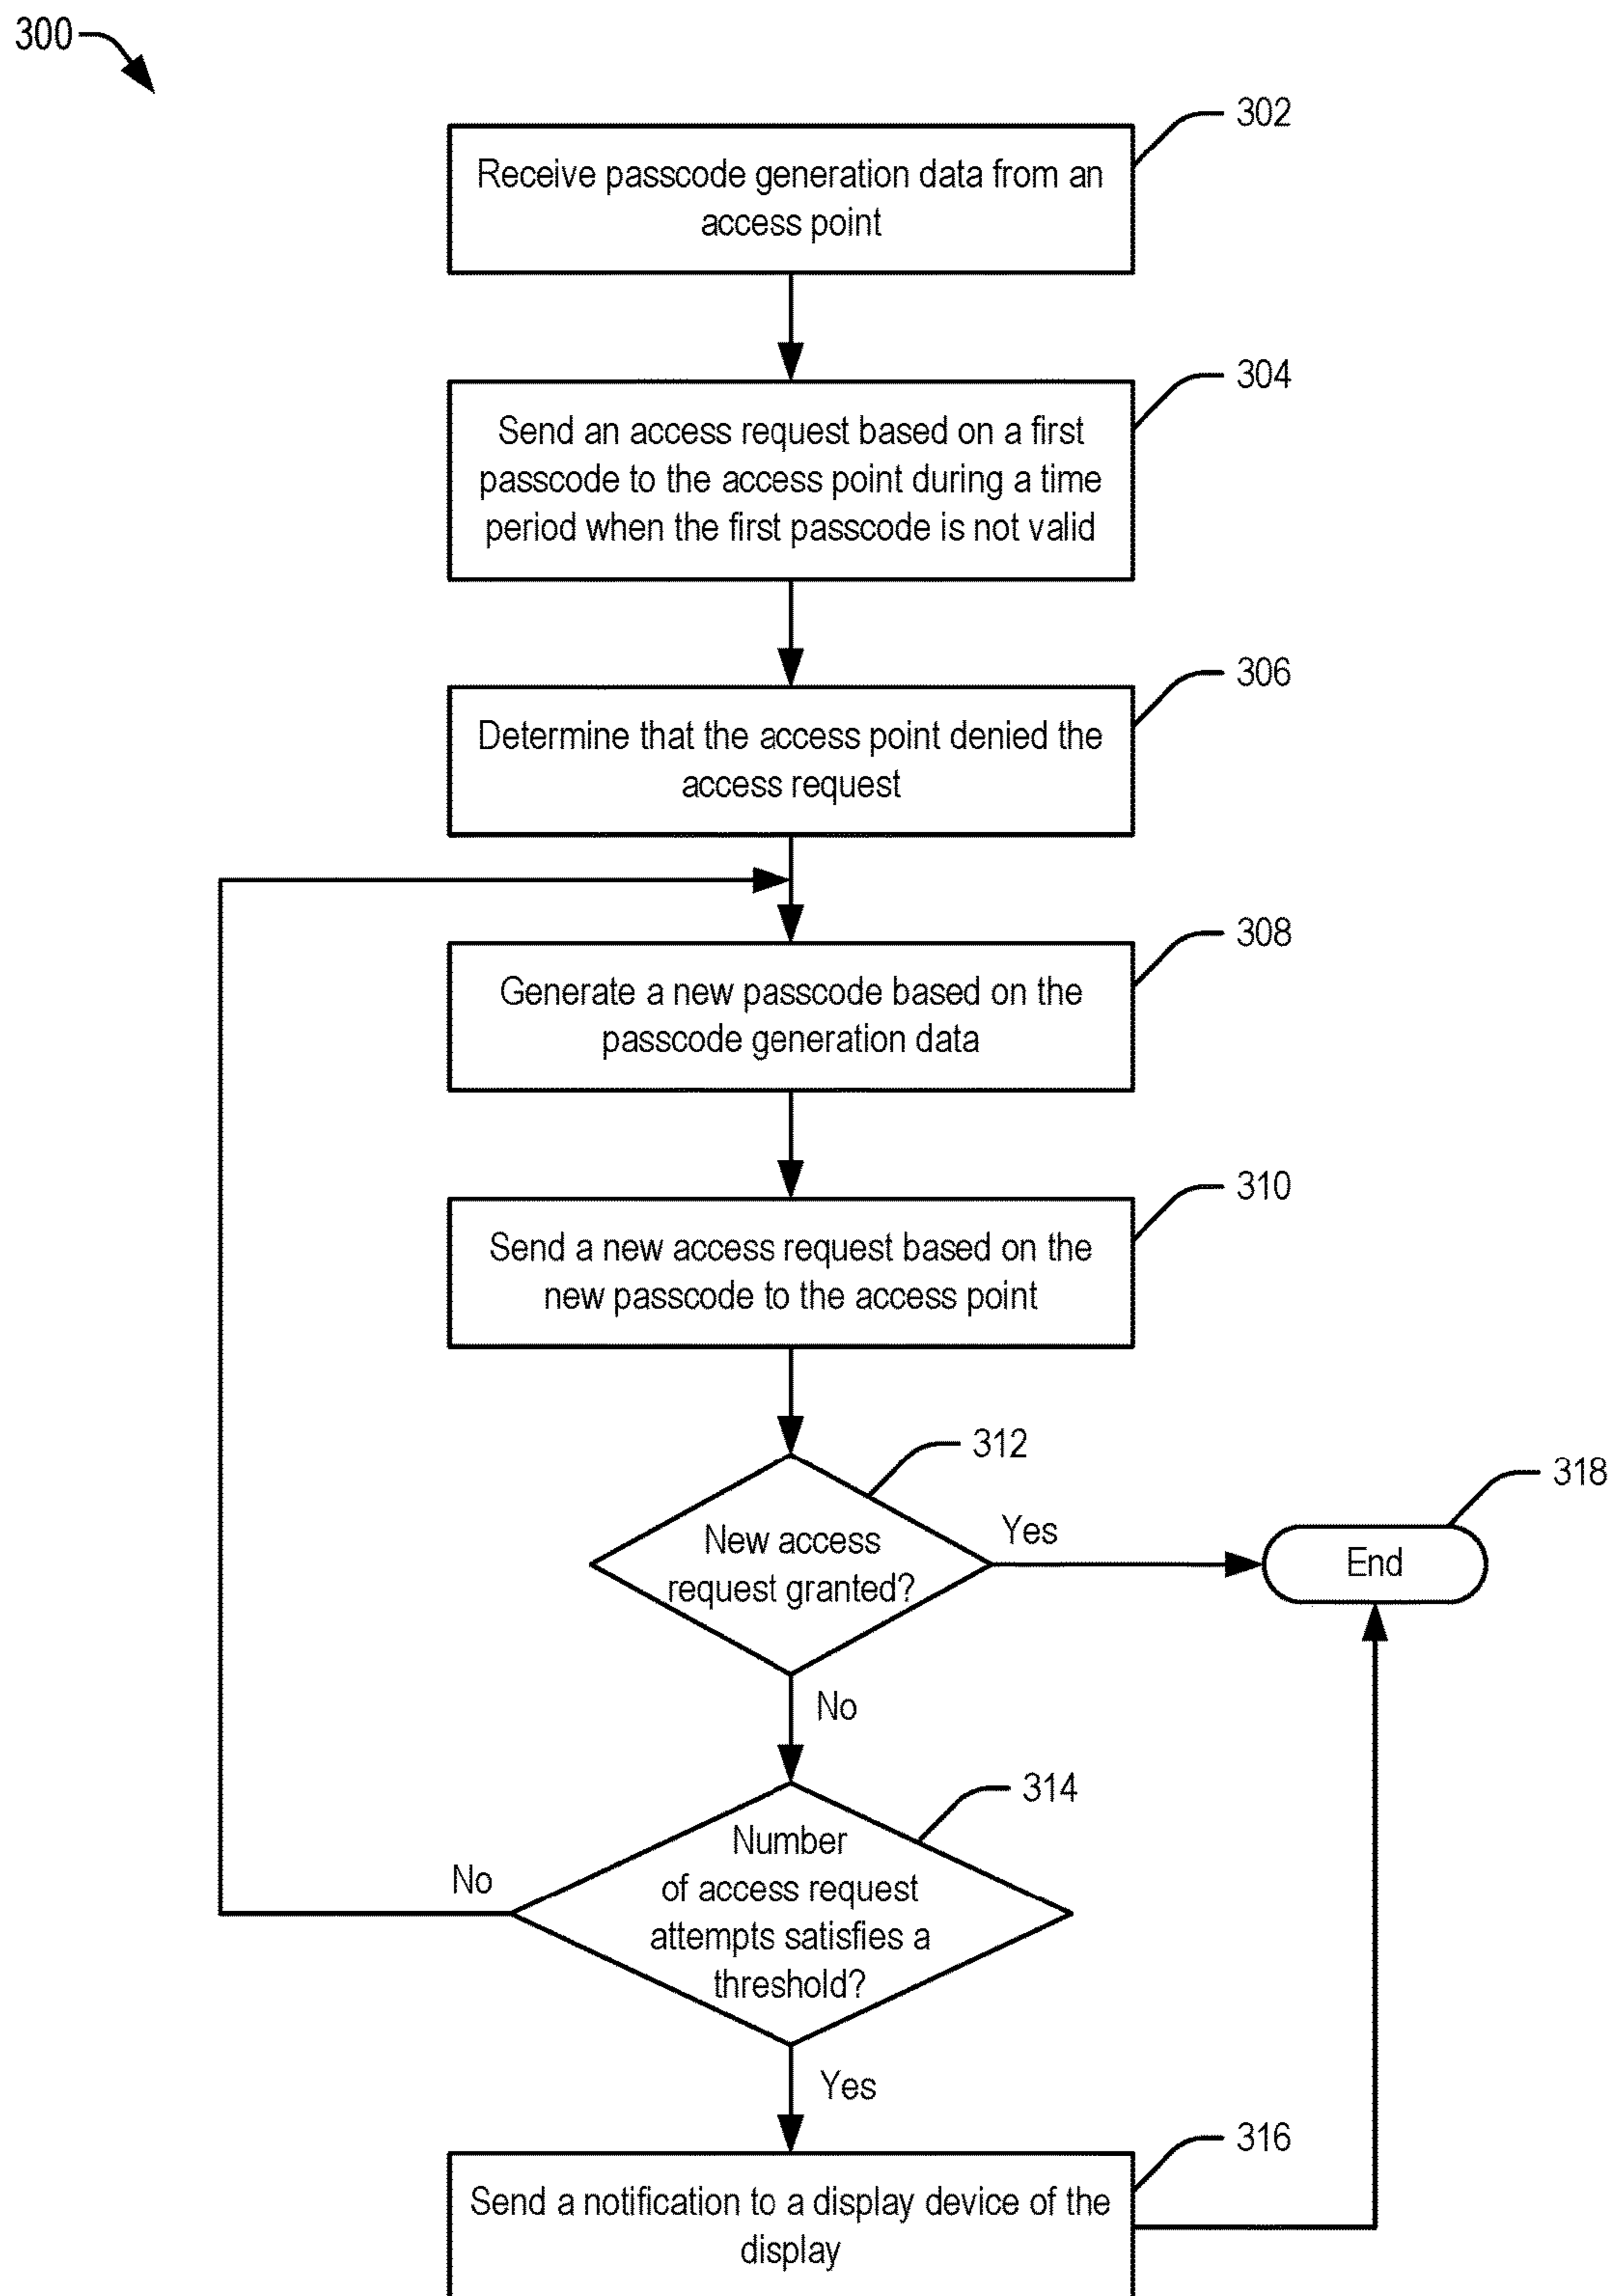 300
302
Receive passcode generation data from an
access point
304
Send an access request based on a first
passcode to the access point during a time
period when the first passcode is not valid
306
Determine that the access point denied the
access request
308
Generate a new passcode based on the
passcode generation data
310
Send a new access request based on the
new passcode to the access point
312
New access
request granted?
Yes
318
End
No
314
Number
of access request
attempts satisfies a
threshold?
No
Yes
316
Send a notification to a display device of the
display